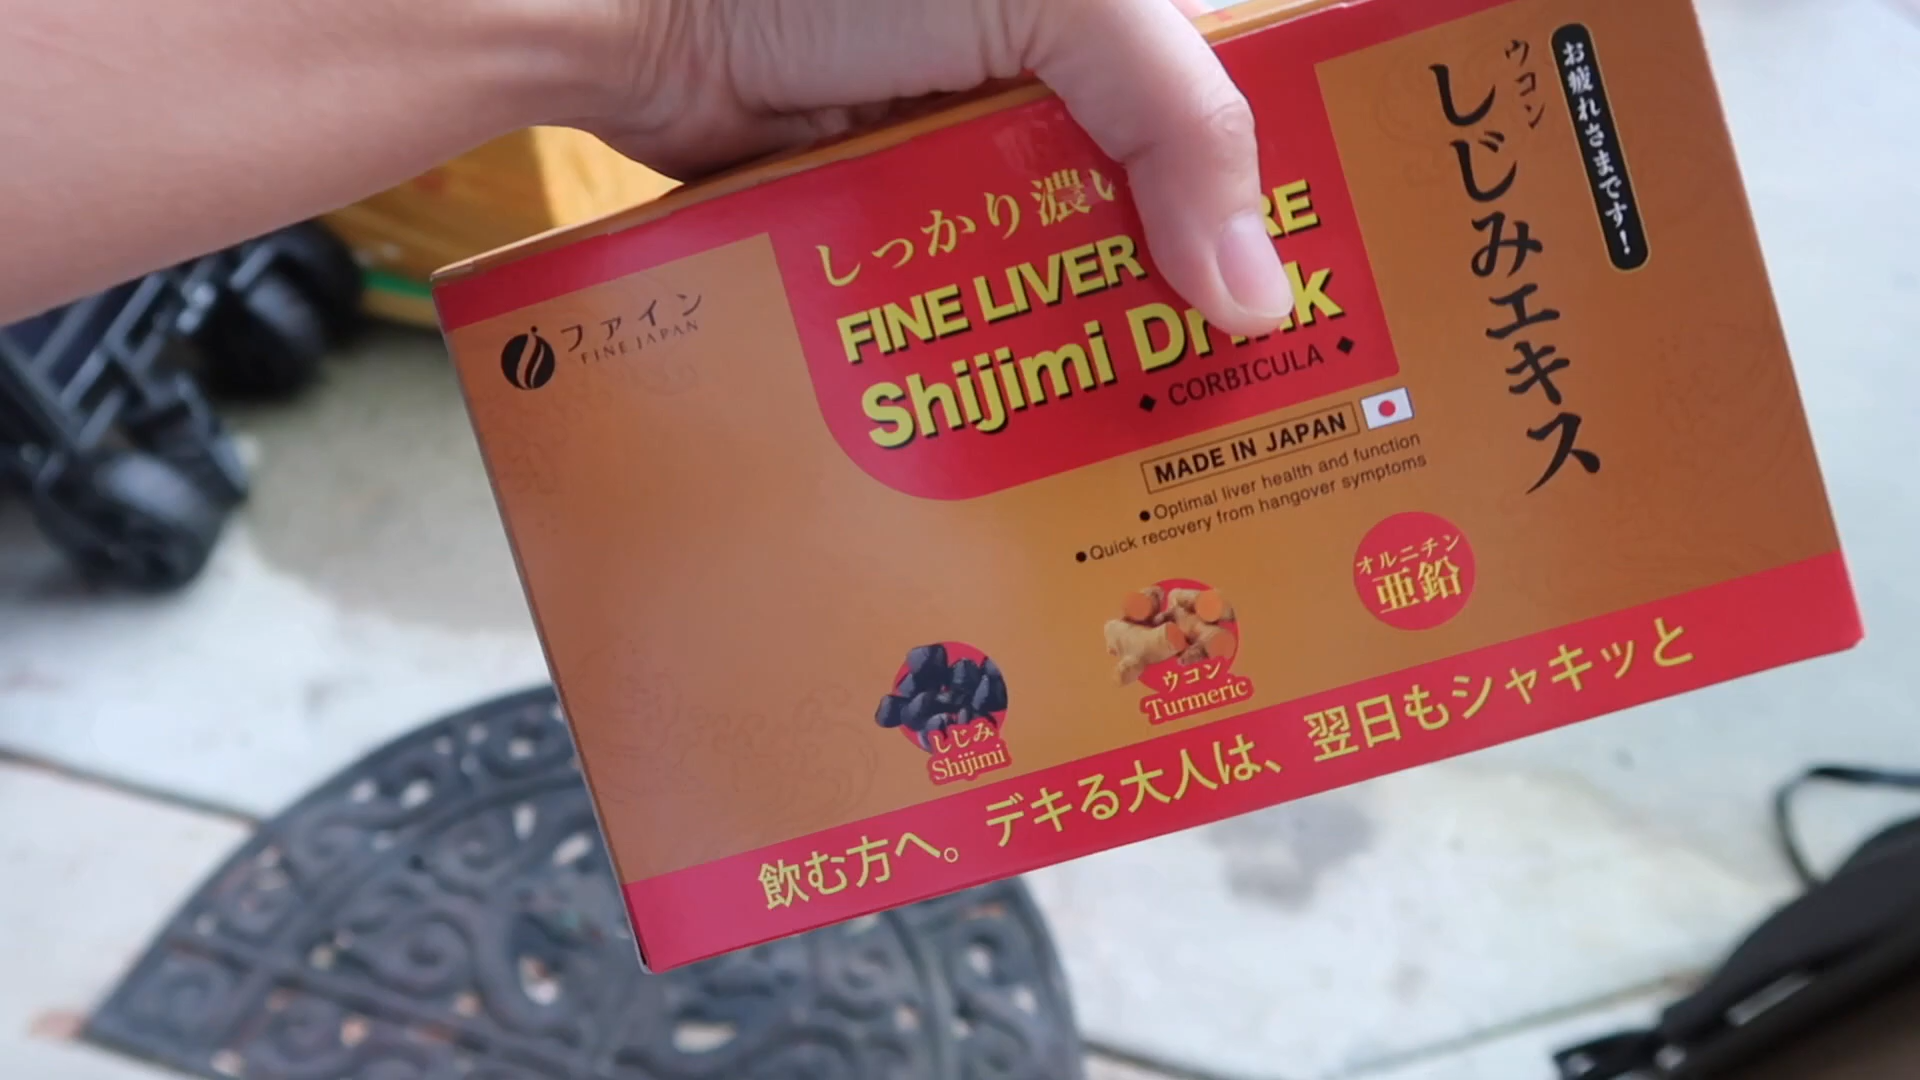 ファイン
FINE JAPAN
しっかり濃い
FINE LIVER
Shijimi
◆ CORBICULA ◆
MADE IN JAPAN
●Optimal liver health and function
●Quick recovery from hangover symptoms
お疲れさまです!
ウコン
しじみエキス
しじみ
Shijimi
ウコン
Turmeric
オルニチン
亜鉛
飲む方へ。デキる大人は、翌日もシャキッと